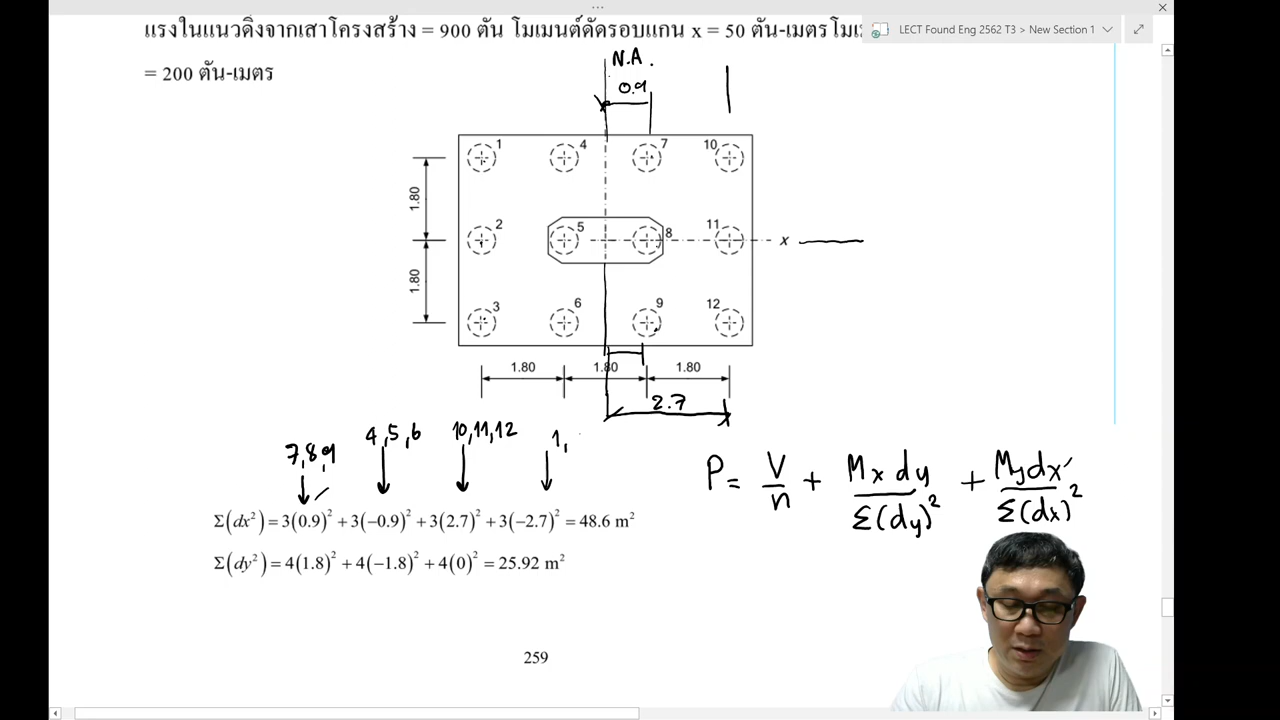 แรงในแนวดิ่งจากเสาโครงสร้าง = 900 ตัน โมเมนต์ดัดรอบแกน x = 50 ตัน-เมตร
LECT Found Eng 2562 T3 > New Section 1
= 200 ตัน-เมตร
N.A.
0.9
1 4 7 10
1.80
2 5 8 11 x
1.80
3 6 9 12
1.80 1.80 1.80
2.7
7,8,9 4,5,6 10,11,12 1,
P = V/n + Mx dy/Σ(dy)² + My dx/Σ(dx)²
Σ(dx²) = 3(0.9)² + 3(−0.9)² + 3(2.7)² + 3(−2.7)² = 48.6 m²
Σ(dy²) = 4(1.8)² + 4(−1.8)² + 4(0)² = 25.92 m²
259